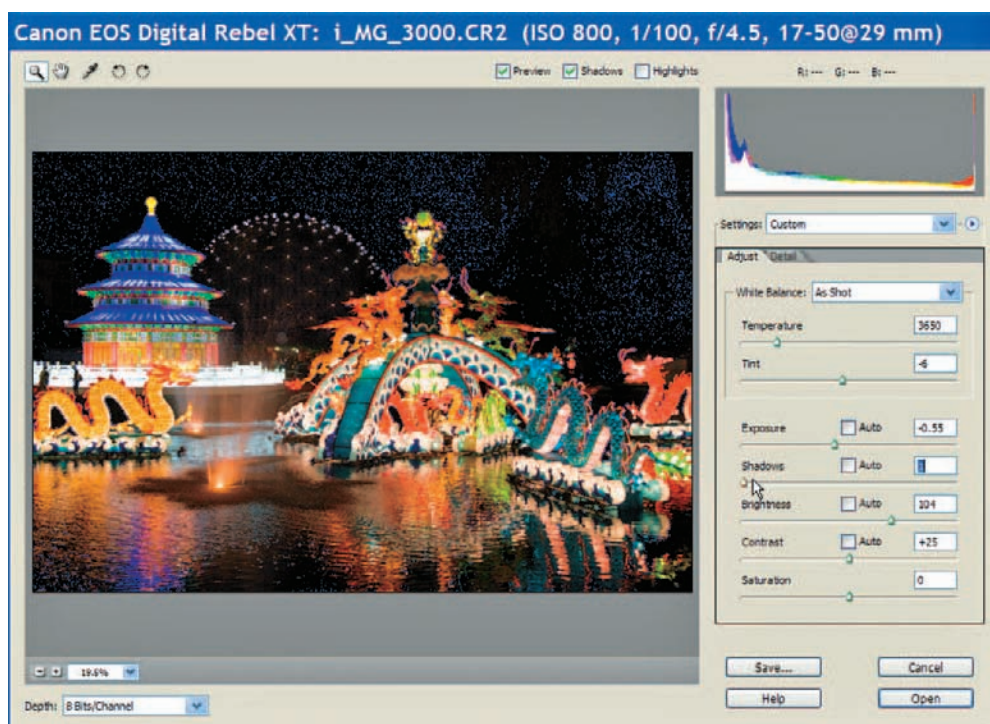 Canon EOS Digital Rebel XT: i_MG_3000.CR2 (ISO 800, 1/100, f/4.5, 17-50@29 mm)
Preview Shadows Highlights
R: --- G: --- B: ---
Settings: Custom
Adjust Detail
White Balance: As Shot
Temperature 3650
Tint -6
Exposure Auto -0.55
Shadows Auto
Brightness Auto 104
Contrast Auto +25
Saturation 0
19.6%
Save... Cancel
Depth: 8 Bits/Channel
Help Open